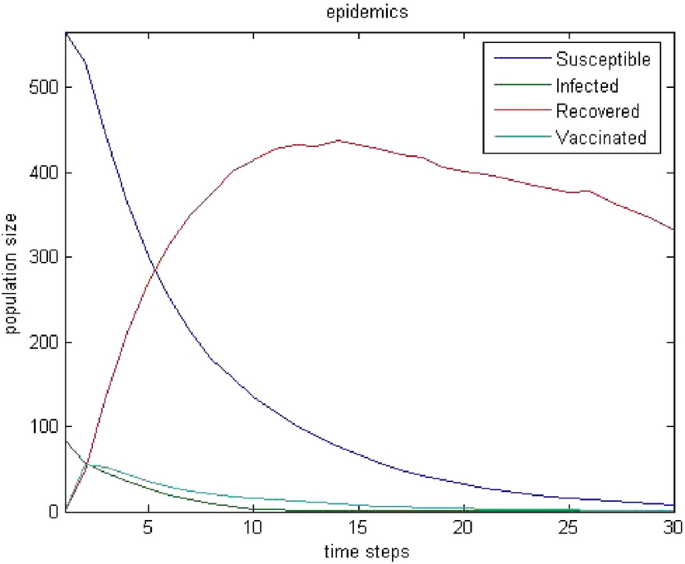 epidemics
Susceptible
Infected
Recovered
Vaccinated
500
400
300
200
100
0
population size
5
10
15
20
25
30
time steps